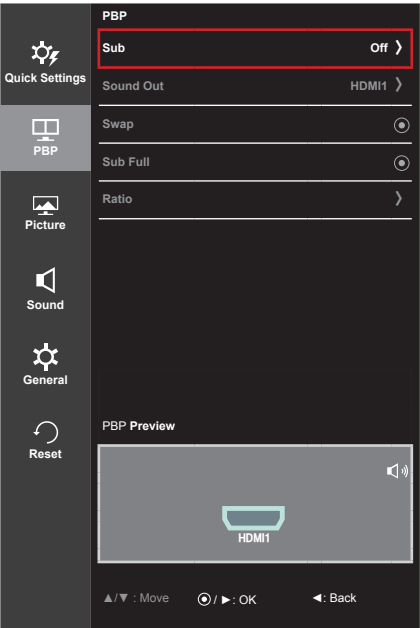 PBP
Sub Off ❭
Quick Settings
Sound Out HDMI1 ❭
Swap
PBP
Sub Full
Ratio ❭
Picture
Sound
General
PBP Preview
Reset
HDMI1
▲/▼ : Move ◉ / ►: OK ◄: Back